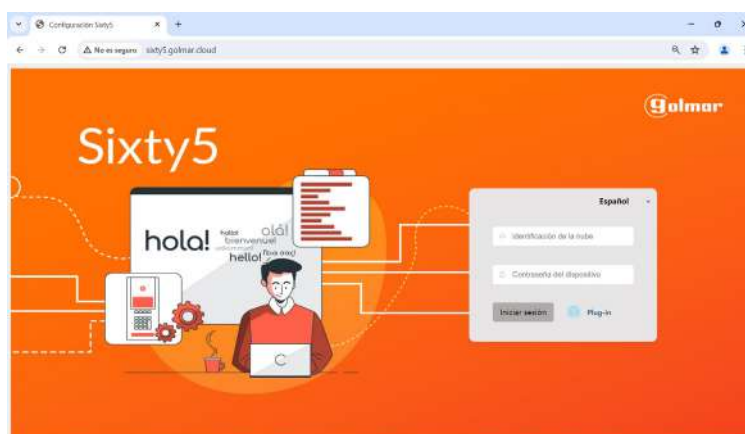 Configuración Sixty5
No es seguro sixty5.golmar.cloud
golmar
Sixty5
Español
hola!
olá!
bienvenue!
hello!
Identificación de la nube
Contraseña del dispositivo
Iniciar sesión
Plug-in